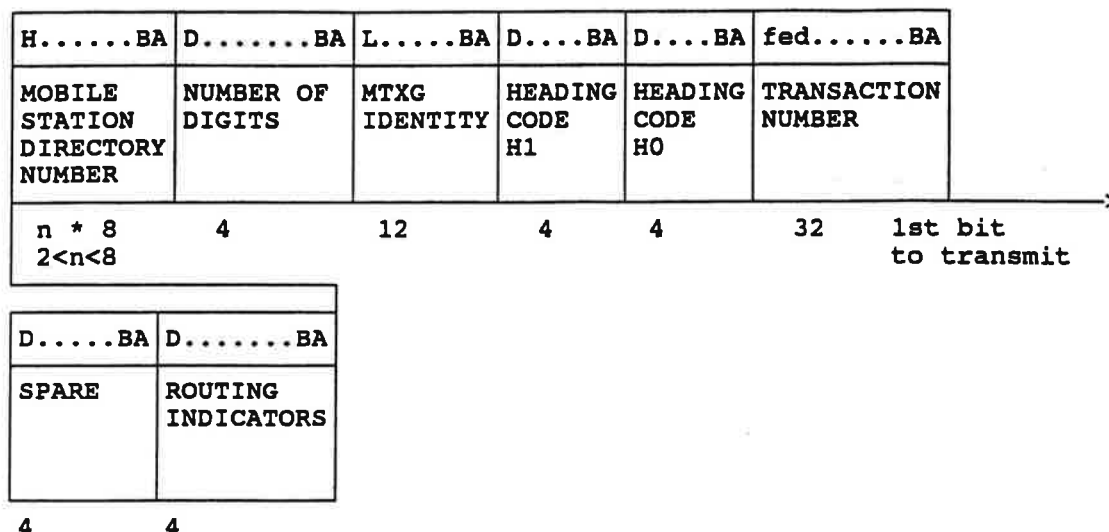 H......BA D.......BA L.....BA D....BA D....BA fed......BA
MOBILE NUMBER OF MTXG HEADING HEADING TRANSACTION
STATION DIGITS IDENTITY CODE CODE NUMBER
DIRECTORY H1 H0
NUMBER
n * 8 4 12 4 4 32 1st bit
2<n<8 to transmit
D.....BA D.......BA
SPARE ROUTING
INDICATORS
4 4